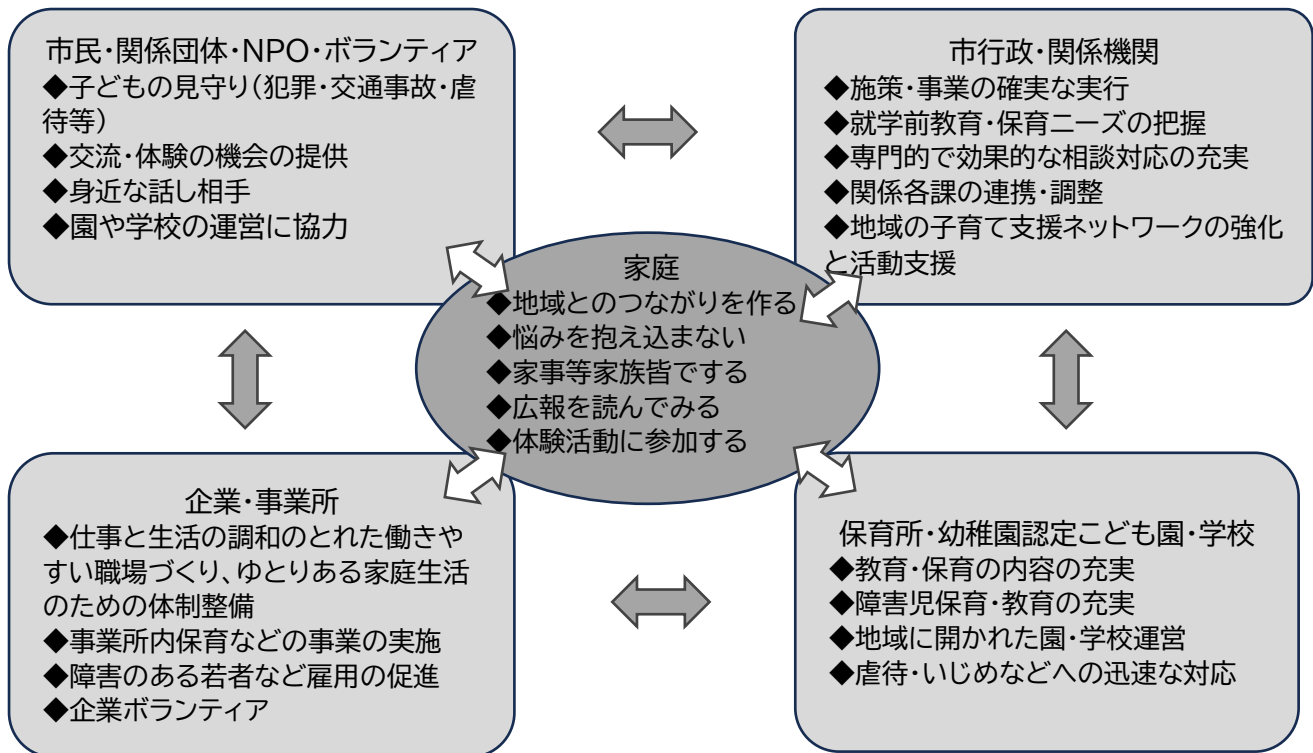 市民・関係団体・NPO・ボランティア
◆子どもの見守り(犯罪・交通事故・虐
待等)
◆交流・体験の機会の提供
◆身近な話し相手
◆園や学校の運営に協力
市行政・関係機関
◆施策・事業の確実な実行
◆就学前教育・保育ニーズの把握
◆専門的で効果的な相談対応の充実
◆関係各課の連携・調整
◆地域の子育て支援ネットワークの強化
と活動支援
家庭
◆地域とのつながりを作る
◆悩みを抱え込まない
◆家事等家族皆でする
◆広報を読んでみる
◆体験活動に参加する
企業・事業所
◆仕事と生活の調和のとれた働きや
すい職場づくり、ゆとりある家庭生活
のための体制整備
◆事業所内保育などの事業の実施
◆障害のある若者など雇用の促進
◆企業ボランティア
保育所・幼稚園認定こども園・学校
◆教育・保育の内容の充実
◆障害児保育・教育の充実
◆地域に開かれた園・学校運営
◆虐待・いじめなどへの迅速な対応